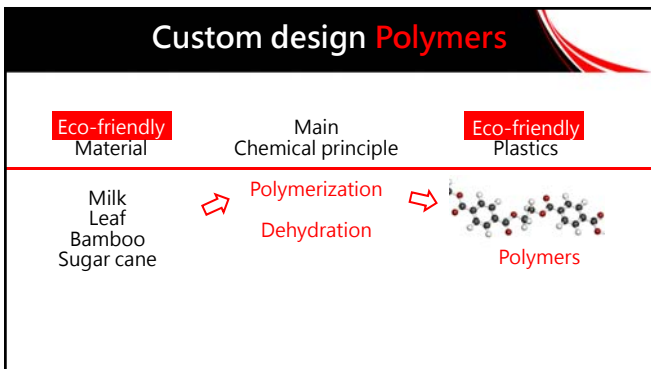 Custom design Polymers
Eco-friendly
Material
Main
Chemical principle
Eco-friendly
Plastics
Milk
Leaf
Bamboo
Sugar cane
Polymerization
Dehydration
Polymers